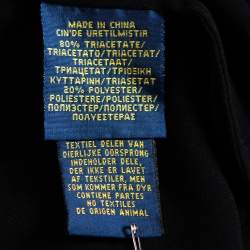 MADE IN CHINA
CIN'DE URETILMISTIR
80% TRIACETATE/
TRIACETATO/TRIACETATE/
TRIACETAAT/
ТРИАЦЕТАТ/ΤΡΙΟΞΙΚΗ
ΚΥΤΤΑΡΙΝΗ/TRIASETAT
20% POLYESTER/
POLIESTERE/POLIESTER/
ПОЛИЭСТЕР/ПОЛИЕСТЕР/
ΠΟΛΥΕΣΤΕΡΑΣ
TEXTIEL DELEN VAN
DIERLIJKE OORSPRONG
INDEHOLDER DELE,
DER IKKE ER LAVET
AF TEKSTILER, MEN
SOM KOMMER FRA DYR
CONTIENE PARTES
NO TEXTILES
DE ORIGEN ANIMAL